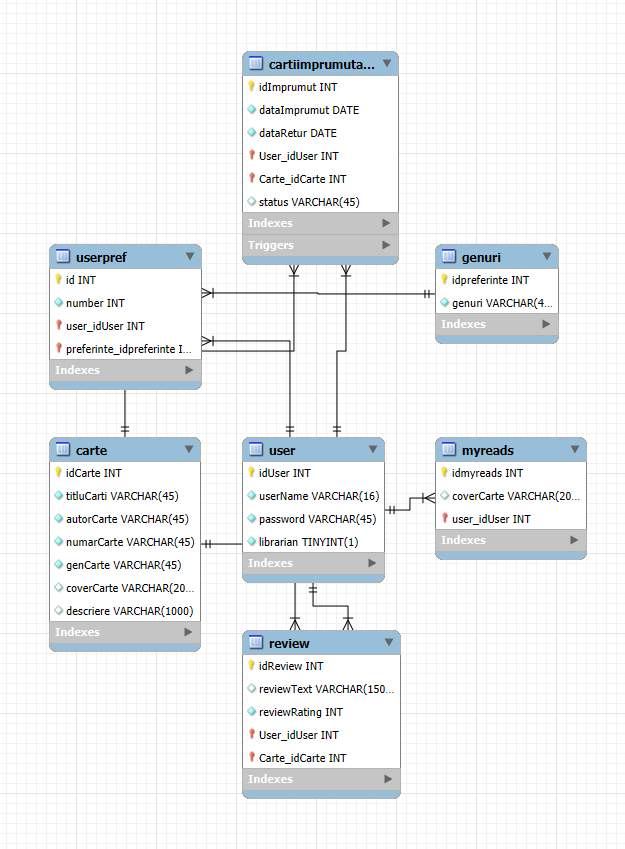 cartiimprumuta...
idImprumut INT
dataImprumut DATE
dataRetur DATE
User_idUser INT
Carte_idCarte INT
status VARCHAR(45)
Indexes
Triggers
userpref
id INT
number INT
user_idUser INT
preferinte_idpreferinte I...
Indexes
genuri
idpreferinte INT
genuri VARCHAR(4...
Indexes
carte
idCarte INT
titluCarti VARCHAR(45)
autorCarte VARCHAR(45)
numarCarte VARCHAR(45)
genCarte VARCHAR(45)
coverCarte VARCHAR(20...
descriere VARCHAR(1000)
Indexes
user
idUser INT
userName VARCHAR(16)
password VARCHAR(45)
librarian TINYINT(1)
Indexes
myreads
idmyreads INT
coverCarte VARCHAR(20...
user_idUser INT
Indexes
review
idReview INT
reviewText VARCHAR(150...
reviewRating INT
User_idUser INT
Carte_idCarte INT
Indexes